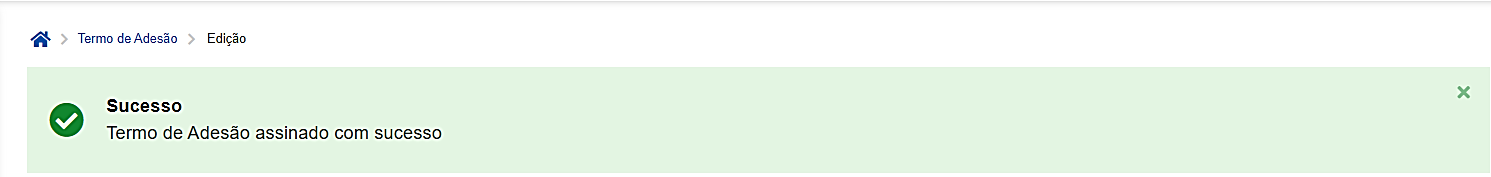 Termo de Adesão Edição
Sucesso
Termo de Adesão assinado com sucesso